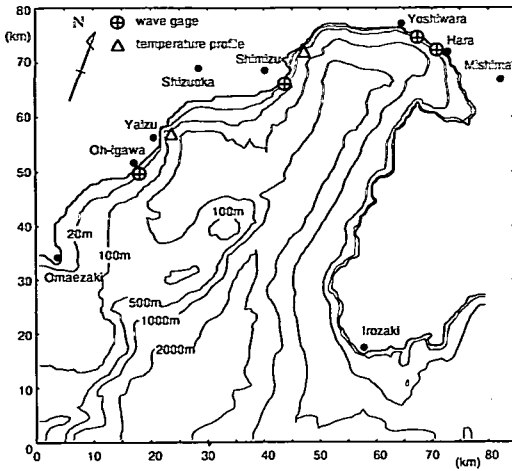 80
(km)
70
60
50
40
30
20
10
0
N
wave gage
temperature profile
Yoshiwara
Hara
Mishima
Shimizu
Shizuoka
Yaizu
Oh-igawa
20m
100m
100m
Omaezaki
500m
1000m
2000m
Irozaki
0 10 20 30 40 50 60 70 80
(km)